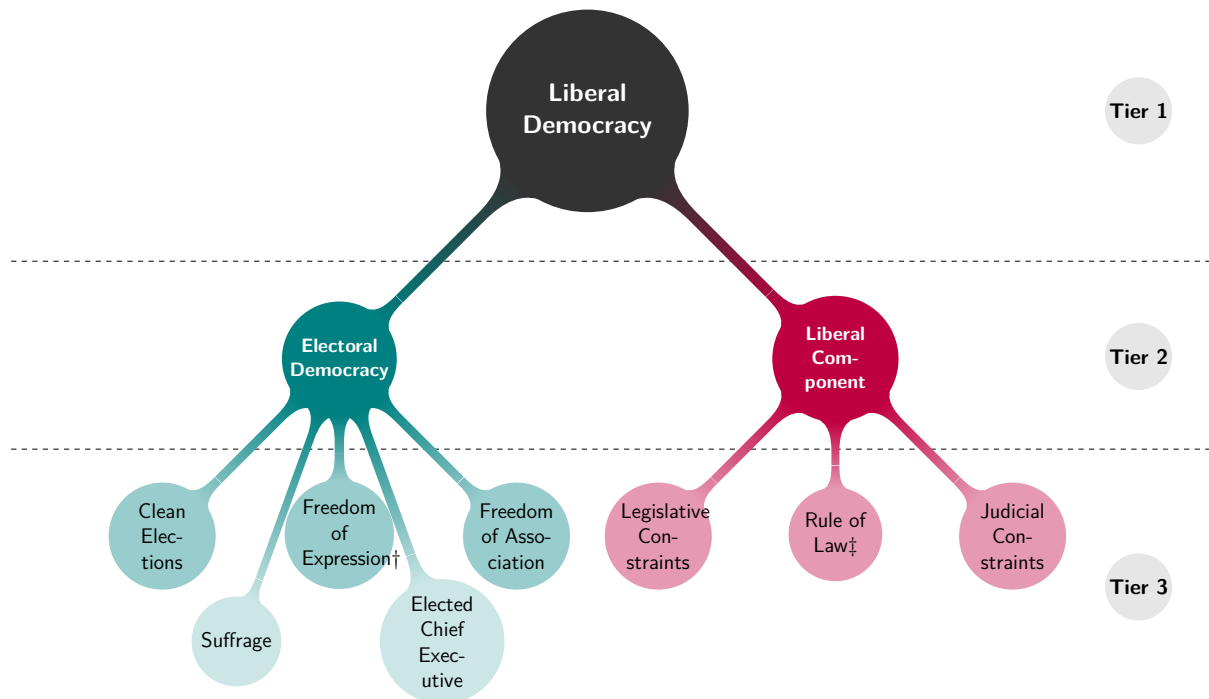 Liberal
Democracy
Tier 1
Electoral
Democracy
Liberal
Com-
ponent
Tier 2
Clean
Elec-
tions
Freedom
of
Expression†
Freedom
of Asso-
ciation
Legislative
Con-
straints
Rule of
Law‡
Judicial
Con-
straints
Tier 3
Suffrage
Elected
Chief
Exec-
utive